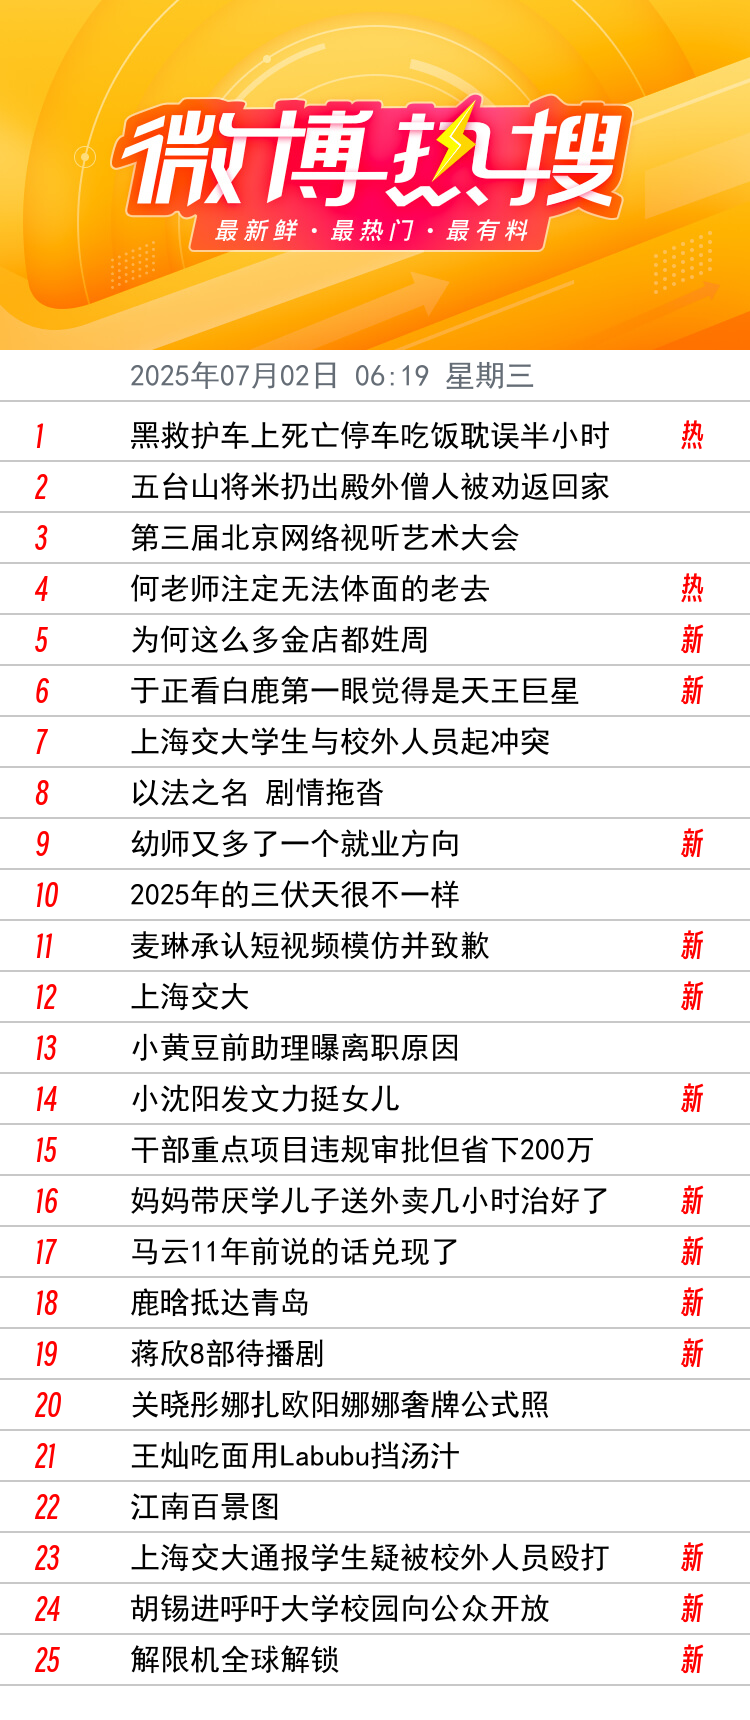 微博热搜
最新鲜·最热门·最有料
2025年07月02日 06:19 星期三
1 黑救护车上死亡停车吃饭耽误半小时 热
2 五台山将米扔出殿外僧人被劝返回家
3 第三届北京网络视听艺术大会
4 何老师注定无法体面的老去 热
5 为何这么多金店都姓周 新
6 于正看白鹿第一眼觉得是天王巨星 新
7 上海交大学生与校外人员起冲突
8 以法之名 剧情拖沓
9 幼师又多了一个就业方向 新
10 2025年的三伏天很不一样
11 麦琳承认短视频模仿并致歉 新
12 上海交大 新
13 小黄豆前助理曝离职原因
14 小沈阳发文力挺女儿 新
15 干部重点项目违规审批但省下200万
16 妈妈带厌学儿子送外卖几小时治好了 新
17 马云11年前说的话兑现了 新
18 鹿晗抵达青岛 新
19 蒋欣8部待播剧 新
20 关晓彤娜扎欧阳娜娜奢牌公式照
21 王灿吃面用Labubu挡汤汁
22 江南百景图
23 上海交大通报学生疑被校外人员殴打 新
24 胡锡进呼吁大学校园向公众开放 新
25 解限机全球解锁 新